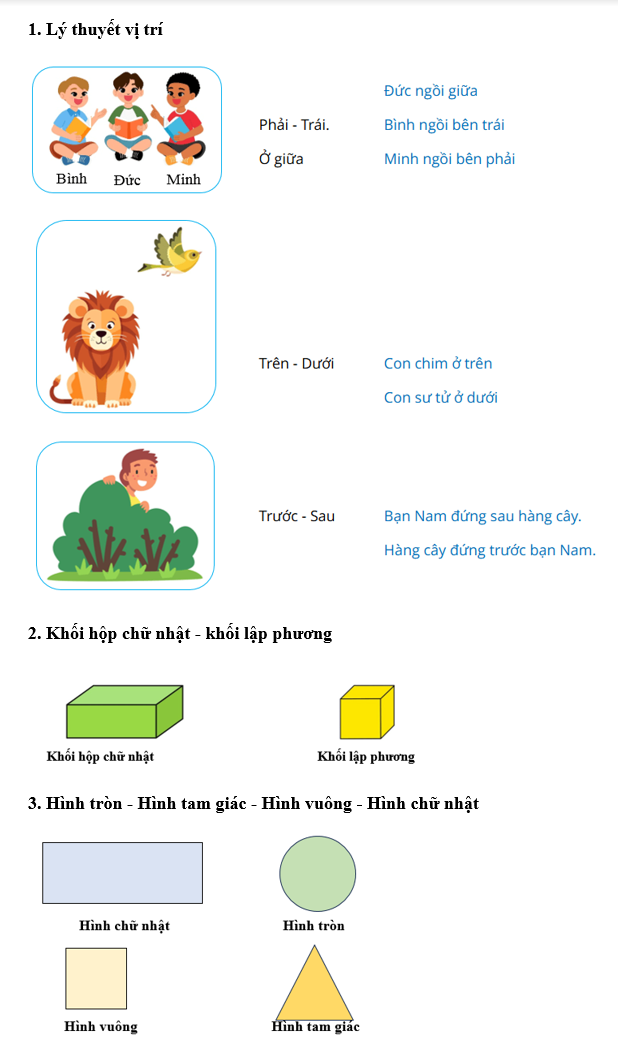 1. Lý thuyết vị trí
Bình Đức Minh
Phải - Trái.
Ở giữa
Đức ngồi giữa
Bình ngồi bên trái
Minh ngồi bên phải
Trên - Dưới
Con chim ở trên
Con sư tử ở dưới
Trước - Sau
Bạn Nam đứng sau hàng cây.
Hàng cây đứng trước bạn Nam.
2. Khối hộp chữ nhật - khối lập phương
Khối hộp chữ nhật
Khối lập phương
3. Hình tròn - Hình tam giác - Hình vuông - Hình chữ nhật
Hình chữ nhật
Hình tròn
Hình vuông
Hình tam giác